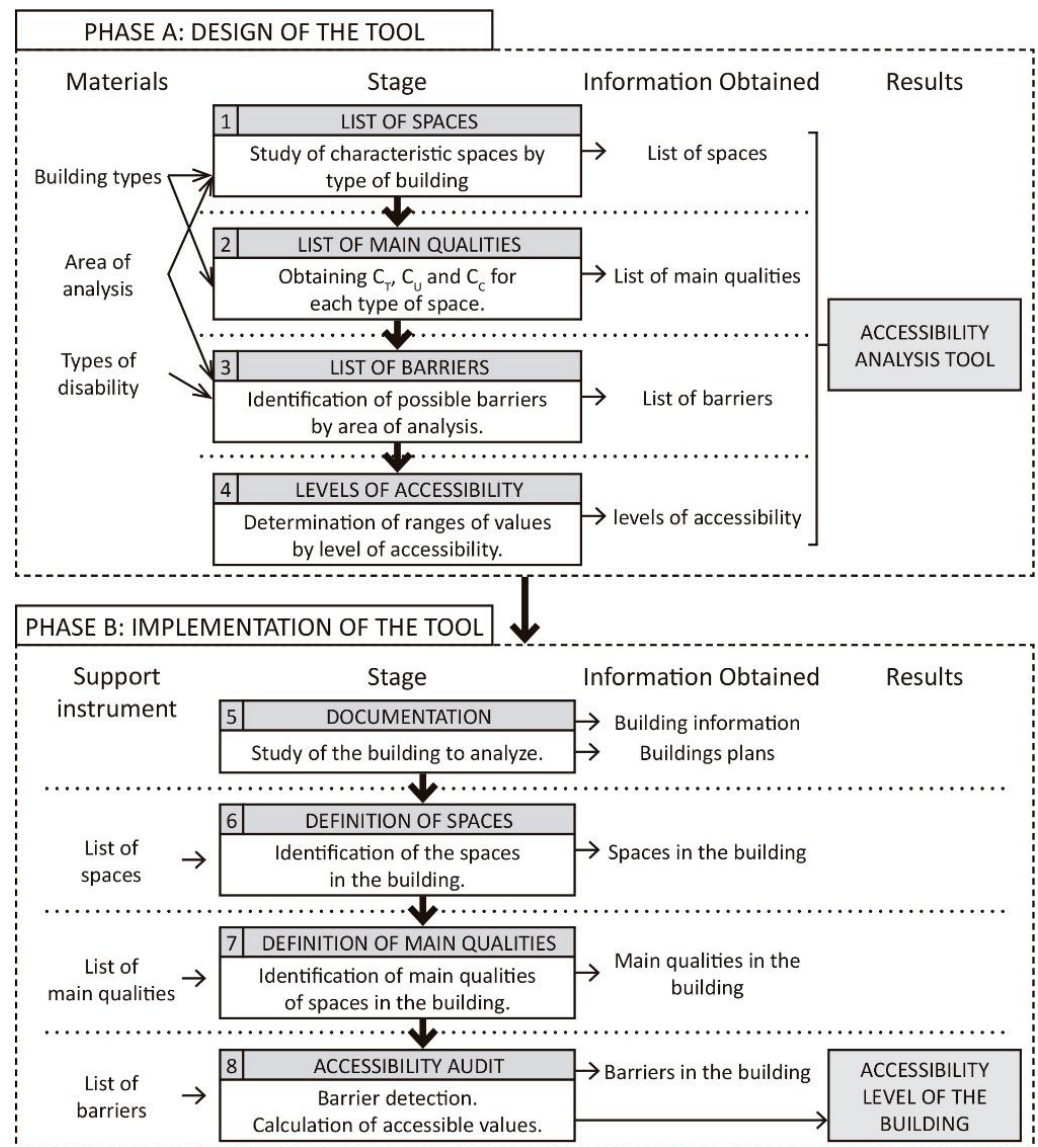 PHASE A: DESIGN OF THE TOOL
Materials
Stage
Information Obtained
Results
Building types
Area of
analysis
Types of
disability
1 LIST OF SPACES
Study of characteristic spaces by
type of building
List of spaces
2 LIST OF MAIN QUALITIES
Obtaining C_T, C_U and C_C for
each type of space.
List of main qualities
3 LIST OF BARRIERS
Identification of possible barriers
by area of analysis.
List of barriers
4 LEVELS OF ACCESSIBILITY
Determination of ranges of values
by level of accessibility.
levels of accessibility
ACCESSIBILITY
ANALYSIS TOOL
PHASE B: IMPLEMENTATION OF THE TOOL
Support
instrument
Stage
Information Obtained
Results
5 DOCUMENTATION
Study of the building to analyze.
Building information
Buildings plans
List of
spaces
6 DEFINITION OF SPACES
Identification of the spaces
in the building.
Spaces in the building
List of
main qualities
7 DEFINITION OF MAIN QUALITIES
Identification of main qualities
of spaces in the building.
Main qualities in the
building
List of
barriers
8 ACCESSIBILITY AUDIT
Barrier detection.
Calculation of accessible values.
Barriers in the building
ACCESSIBILITY
LEVEL OF THE
BUILDING